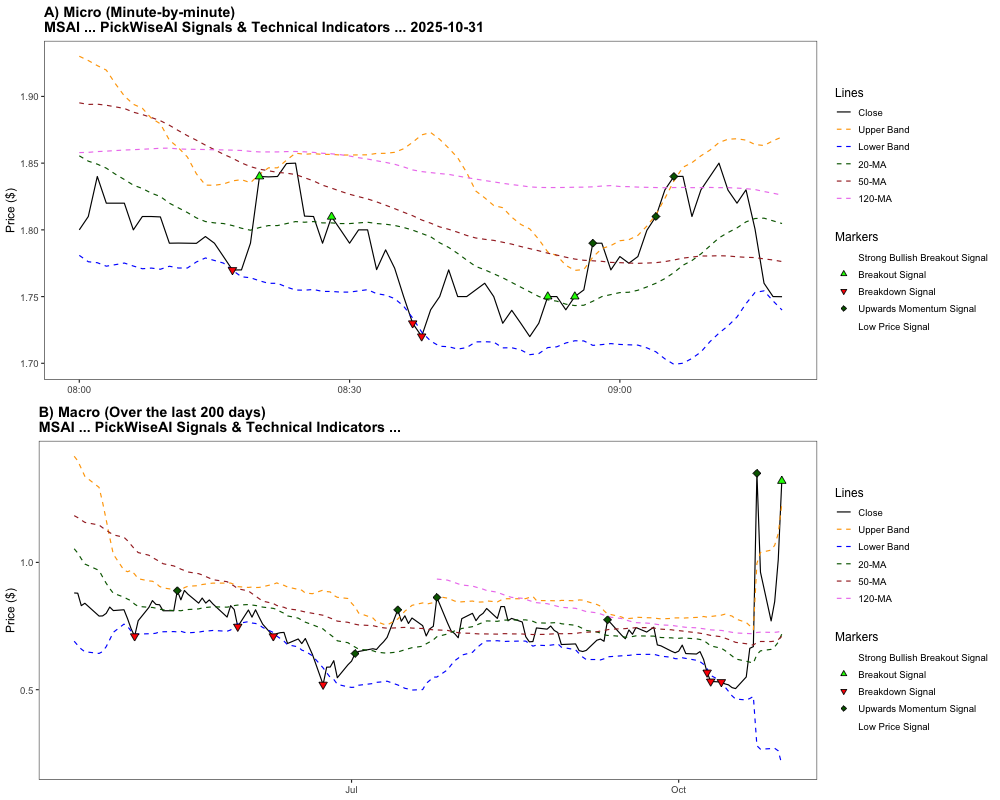 A) Micro (Minute-by-minute)
MSAI ... PickWiseAI Signals & Technical Indicators ... 2025-10-31
Price ($)
1.90
1.85
1.80
1.75
1.70
08:00
08:30
09:00
Lines
Close
Upper Band
Lower Band
20-MA
50-MA
120-MA
Markers
Strong Bullish Breakout Signal
Breakout Signal
Breakdown Signal
Upwards Momentum Signal
Low Price Signal
B) Macro (Over the last 200 days)
MSAI ... PickWiseAI Signals & Technical Indicators ...
Price ($)
1.0
0.5
Jul
Oct
Lines
Close
Upper Band
Lower Band
20-MA
50-MA
120-MA
Markers
Strong Bullish Breakout Signal
Breakout Signal
Breakdown Signal
Upwards Momentum Signal
Low Price Signal